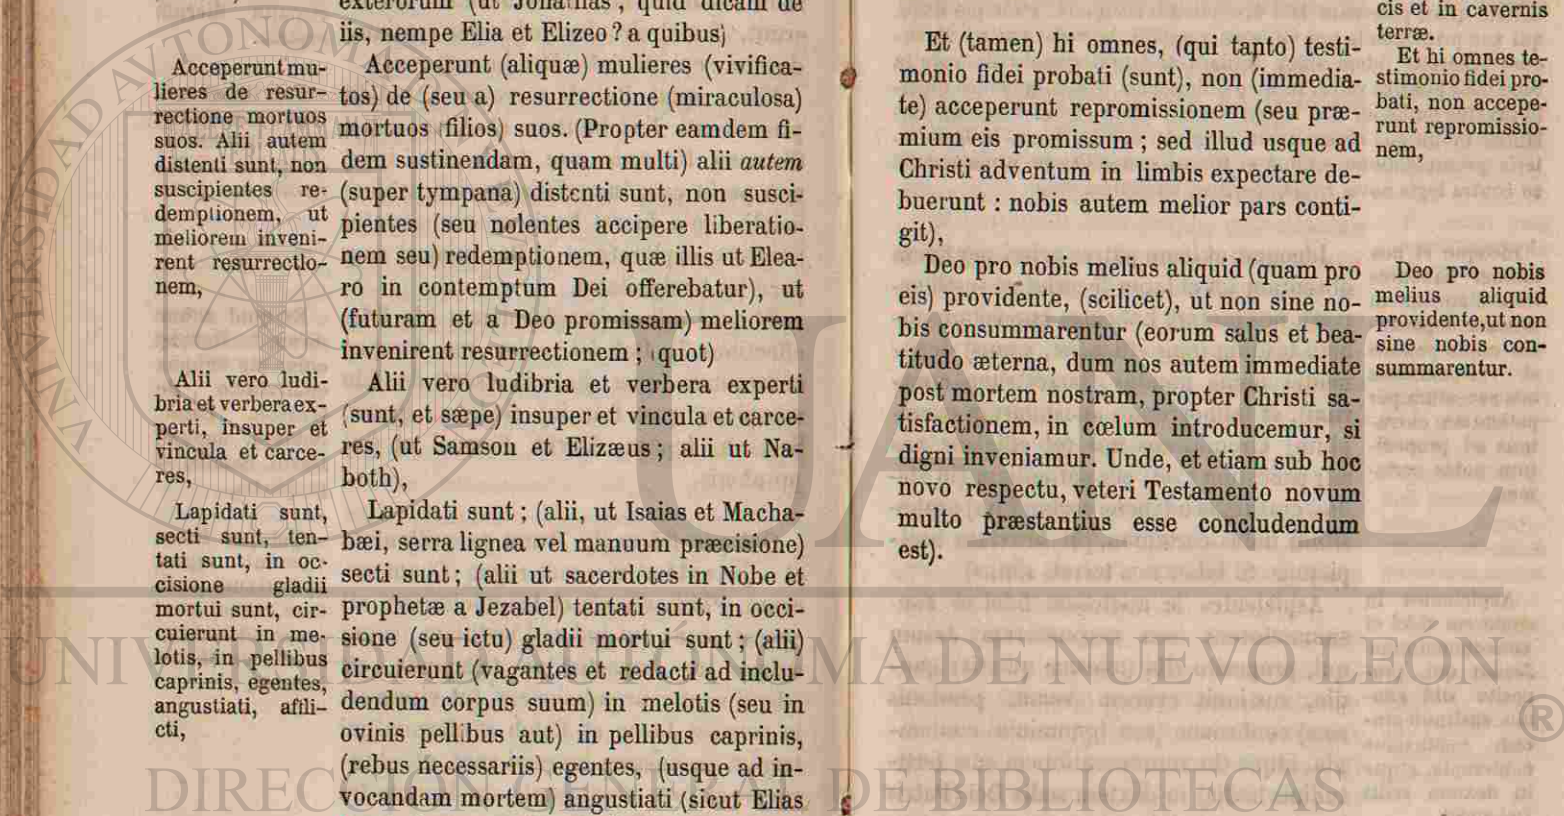 iis, nempe Elia et Elizeo ? a quibus)
Acceperunt mu-
lieres de resur-
rectione mortuos
suos. Alii autem
distenti sunt, non
suscipientes re-
demptionem, ut
meliorem inveni-
rent resurrectio-
nem,
Alii vero ludi-
bria et verbera ex-
perti, insuper et
vincula et carce-
res,
Lapidati sunt,
secti sunt, ten-
tati sunt, in oc-
cisione gladii
mortui sunt, cir-
cuierunt in me-
lotis, in pellibus
caprinis, egentes,
angustiati, affli-
cti,
Acceperunt (aliquæ) mulieres (vivifica-
tos) de (seu a) resurrectione (miraculosa)
mortuos (filios) suos. (Propter eamdem fi-
dem sustinendam, quam multi) alii autem
(super tympana) distenti sunt, non susci-
pientes (seu nolentes accipere liberatio-
nem seu) redemptionem, quæ illis ut Elea-
ro in contemptum Dei offerebatur), ut
(futuram et a Deo promissam) meliorem
invenirent resurrectionem ; (quot)
Alii vero ludibria et verbera experti
(sunt, et sæpe) insuper et vincula et carce-
res, (ut Samson et Elizæus ; alii ut Na-
both),
Lapidati sunt ; (alii, ut Isaias et Macha-
bæi, serra lignea vel manuum præcisione)
secti sunt ; (alii ut sacerdotes in Nobe et
prophetæ a Jezabel) tentati sunt, in occi-
sione (seu ictu) gladii mortui sunt ; (alii)
circuierunt (vagantes et redacti ad inclu-
dendum corpus suum) in melotis (seu in
ovinis pellibus aut) in pellibus caprinis,
(rebus necessariis) egentes, (usque ad in-
vocandam mortem) angustiati (sicut Elias
Et (tamen) hi omnes, (qui tanto) testi-
monio fidei probati (sunt), non (immedia-
te) acceperunt repromissionem (seu præ-
mium eis promissum ; sed illud usque ad
Christi adventum in limbis expectare de-
buerunt : nobis autem melior pars conti-
git),
Deo pro nobis melius aliquid (quam pro
eis) providente, (scilicet), ut non sine no-
bis consummarentur (eorum salus et bea-
titudo æterna, dum nos autem immediate
post mortem nostram, propter Christi sa-
tisfactionem, in cœlum introducemur, si
digni inveniamur. Unde, et etiam sub hoc
novo respectu, veteri Testamento novum
multo præstantius esse concludendum
est).
cis et in cavernis
terræ.
Et hi omnes te-
stimonio fidei pro-
bati, non accepe-
runt repromissio-
nem,
Deo pro nobis
melius aliquid
providente, ut non
sine nobis con-
summarentur.
UNIVERSIDAD AUTONOMA
UANL
UNIVERSIDAD AUTÓNOMA DE NUEVO LEÓN
®
DIRECCIÓN GENERAL DE BIBLIOTECAS